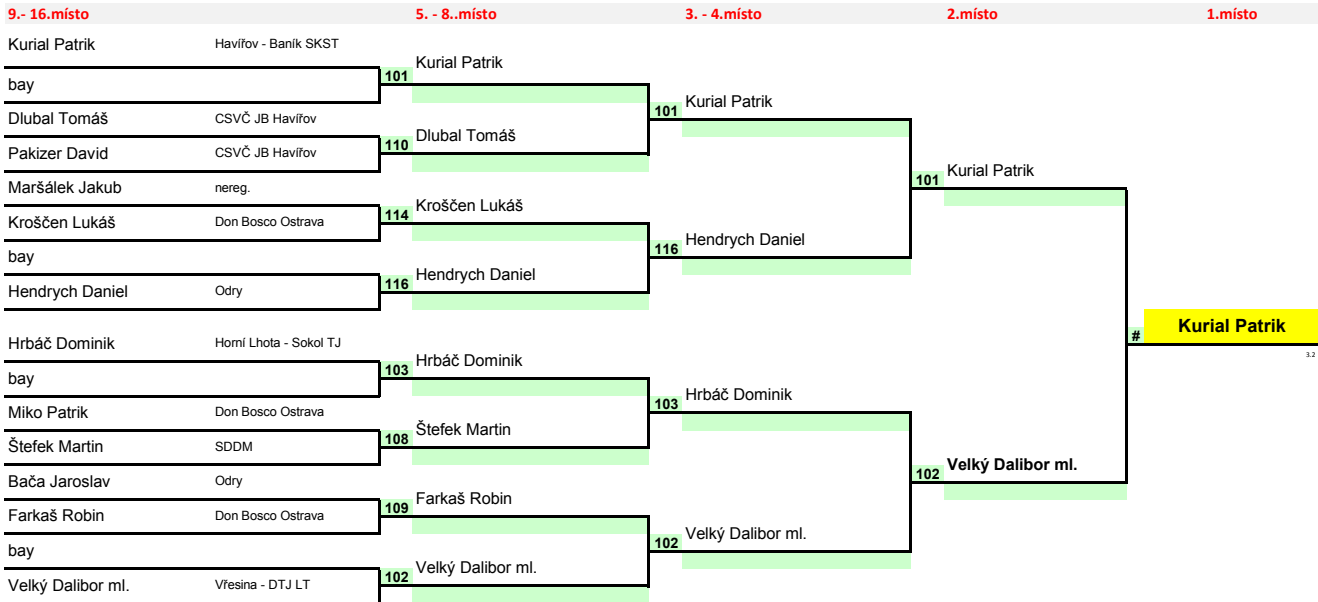 9.- 16.místo 5. - 8..místo 3. - 4.místo 2.místo 1.místo
Kurial Patrik Havířov - Baník SKST
101 Kurial Patrik
bay
101 Kurial Patrik
Dlubal Tomáš CSVČ JB Havířov
110 Dlubal Tomáš
Pakizer David CSVČ JB Havířov
101 Kurial Patrik
Maršálek Jakub nereg.
114 Kroščen Lukáš
Kroščen Lukáš Don Bosco Ostrava
116 Hendrych Daniel
bay
116 Hendrych Daniel
Hendrych Daniel Odry
# Kurial Patrik
3.2
Hrbáč Dominik Horní Lhota - Sokol TJ
103 Hrbáč Dominik
bay
103 Hrbáč Dominik
Miko Patrik Don Bosco Ostrava
108 Štefek Martin
Štefek Martin SDDM
102 Velký Dalibor ml.
Bača Jaroslav Odry
109 Farkaš Robin
Farkaš Robin Don Bosco Ostrava
102 Velký Dalibor ml.
bay
102 Velký Dalibor ml.
Velký Dalibor ml. Vřesina - DTJ LT